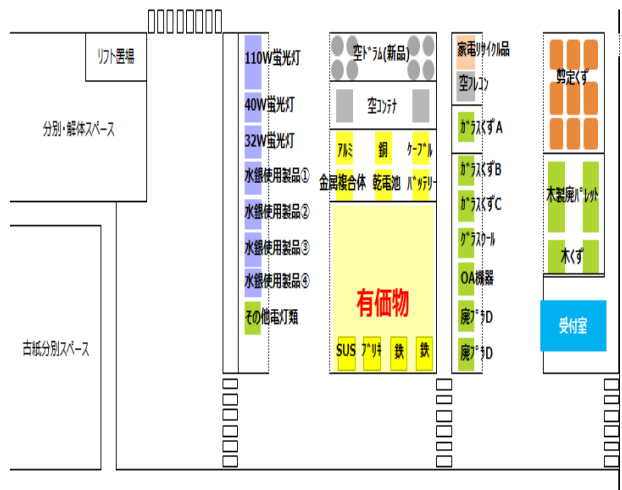 リフト置場
分別・解体スペース
古紙分別スペース
110W蛍光灯
40W蛍光灯
32W蛍光灯
水銀使用製品①
水銀使用製品②
水銀使用製品③
水銀使用製品④
その他電灯類
空ﾄﾞﾗﾑ(新品)
空ｺﾝﾃﾅ
ｱﾙﾐ
銅
ｹｰﾌﾞﾙ
金属複合体
乾電池
ﾊﾞｯﾃﾘｰ
有価物
SUS
ﾌﾞﾘｷ
鉄
鉄
家電ﾘｻｲｸﾙ品
空ﾌﾚｺﾝ
ｶﾞﾗｽくずA
ｶﾞﾗｽくずB
ｶﾞﾗｽくずC
ｸﾞﾗｽｳｰﾙ
OA機器
廃ﾌﾟﾗD
廃ﾌﾟﾗD
剪定くず
木製廃ﾊﾟﾚｯﾄ
木くず
受付室